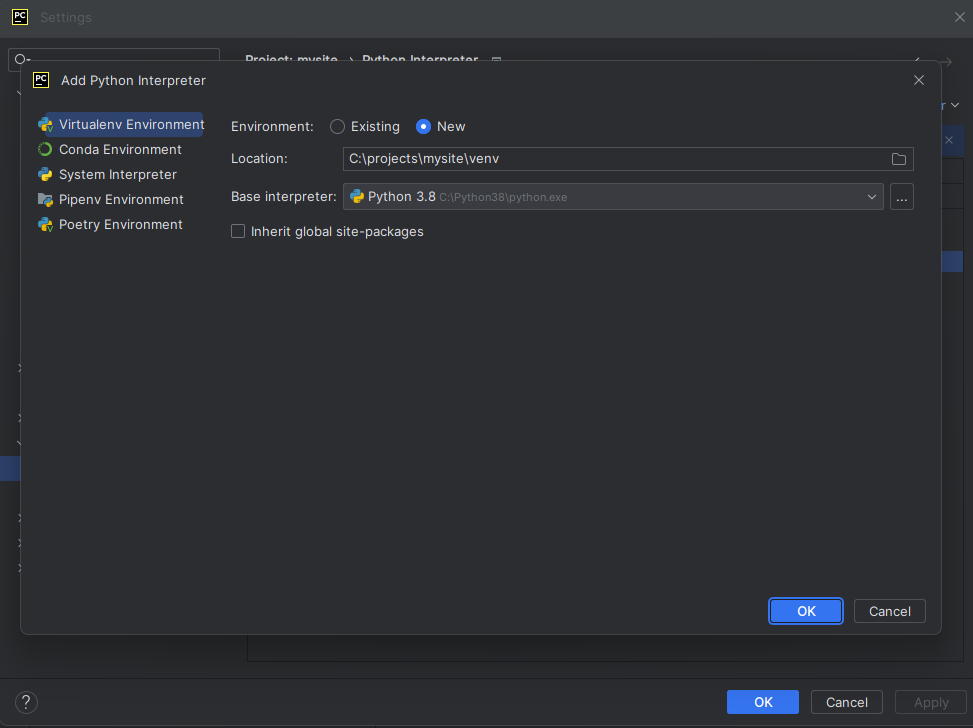 PC Settings
Project: mysite › Python Interpreter
PC Add Python Interpreter
Virtualenv Environment
Conda Environment
System Interpreter
Pipenv Environment
Poetry Environment
Environment: Existing New
Location: C:\projects\mysite\venv
Base interpreter: Python 3.8 C:\Python38\python.exe ...
Inherit global site-packages
OK Cancel
? OK Cancel Apply